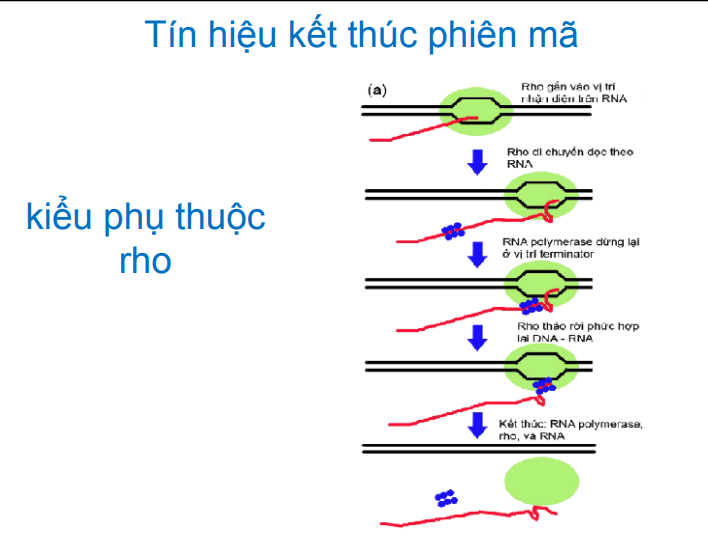 Tín hiệu kết thúc phiên mã
(a)
Rho gắn vào vị trí
nhận diện trên RNA
Rho di chuyển dọc theo
RNA
kiểu phụ thuộc
rho
RNA polymerase dừng lại
ở vị trí terminator
Rho tháo rời phức hợp
lai DNA - RNA
Kết thúc: RNA polymerase,
rho, và RNA